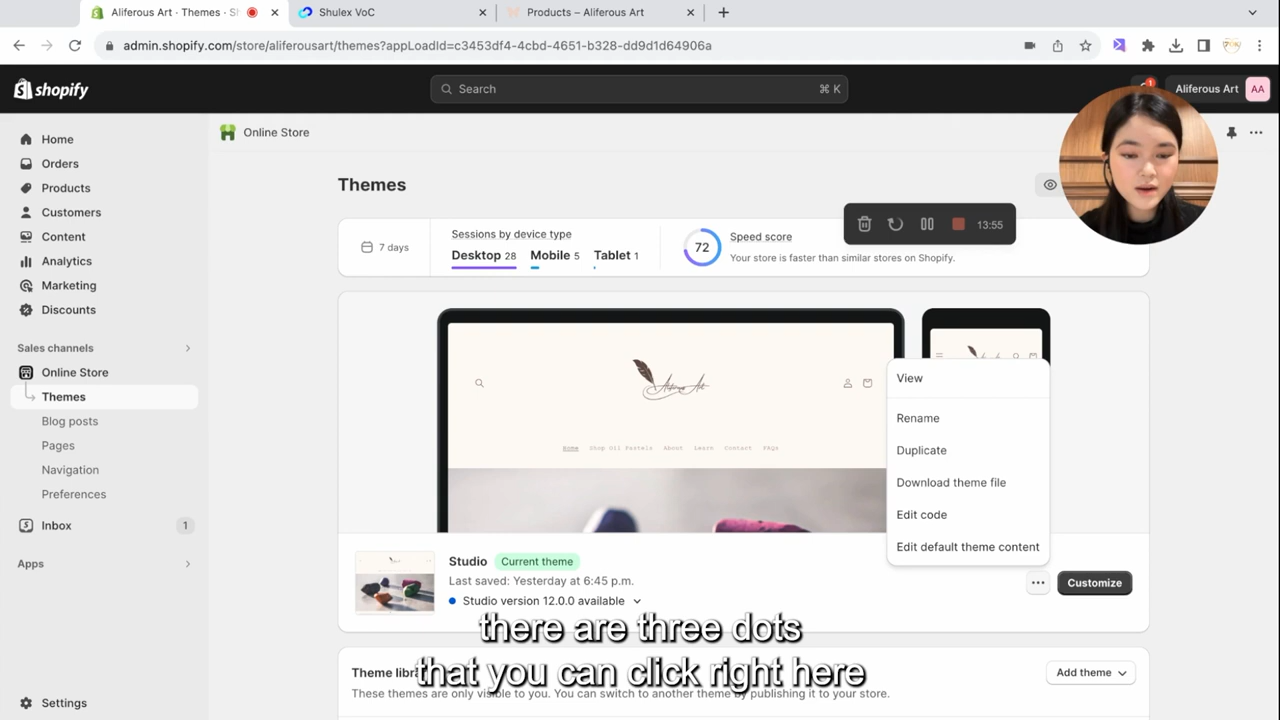 Aliferous Art · Themes · Sh
Shulex VoC
Products – Aliferous Art
admin.shopify.com/store/aliferousart/themes?appLoadId=c3453df4-4cbd-4651-b328-dd9d1d64906a
shopify
Search
⌘ K
1
Aliferous Art
AA
Home
Orders
Products
Customers
Content
Analytics
Marketing
Discounts
Sales channels
Online Store
Themes
Blog posts
Pages
Navigation
Preferences
Inbox
1
Apps
Settings
Online Store
Themes
7 days
Sessions by device type
Desktop 28 Mobile 5 Tablet 1
72
Speed score
Your store is faster than similar stores on Shopify.
13:55
Aliferous Art
Home Shop Oil Pastels About Learn Contact FAQs
View
Rename
Duplicate
Download theme file
Edit code
Edit default theme content
Studio Current theme
Last saved: Yesterday at 6:45 p.m.
Studio version 12.0.0 available
Customize
there are three dots
that you can click right here
Theme
Add theme
These themes are only visible to you. You can switch to another theme by publishing it to your store.